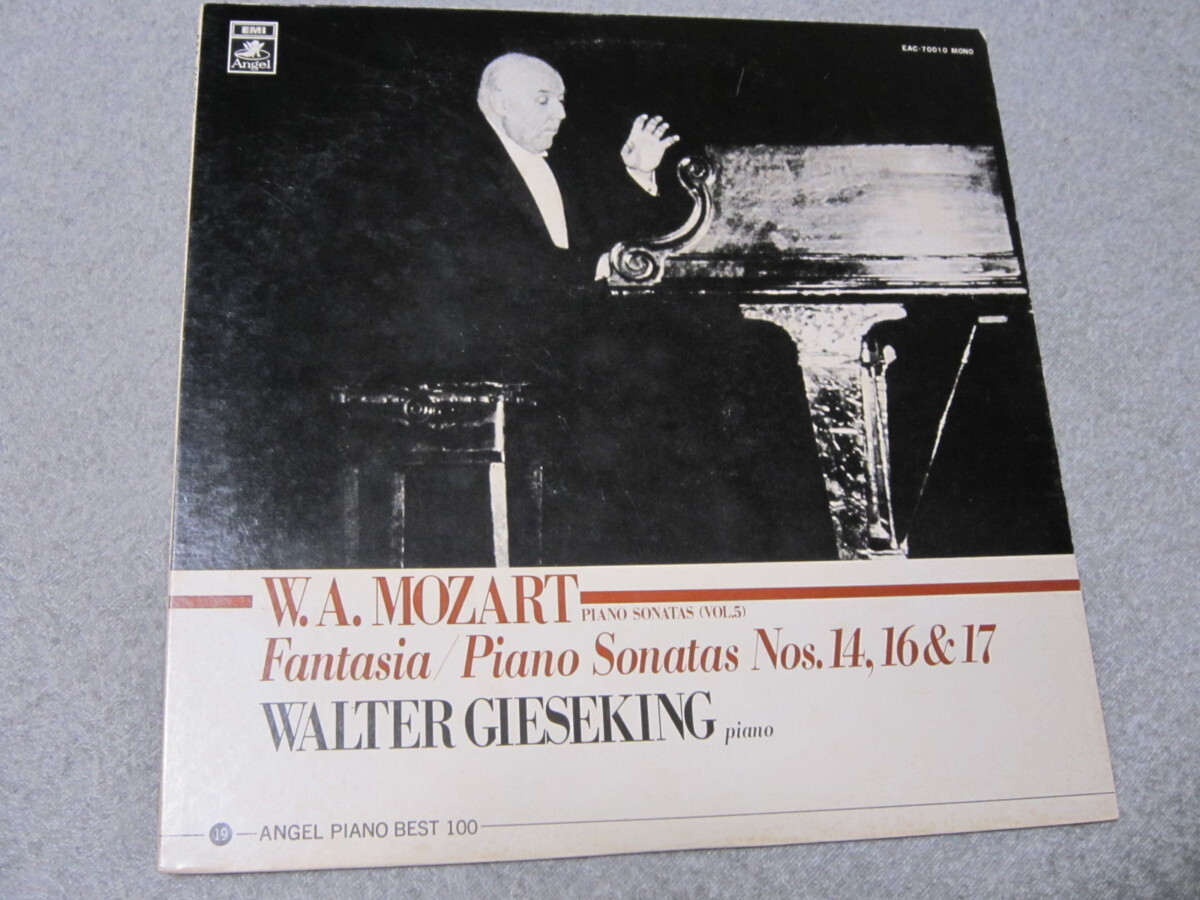 EMI
Angel
EAC-70010 MONO
W. A. MOZART
PIANO SONATAS (VOL.5)
Fantasia/Piano Sonatas Nos. 14, 16 & 17
WALTER GIESEKING piano
19 ANGEL PIANO BEST 100